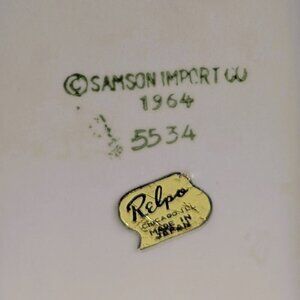 © SAMSON IMPORT CO
1964
5534
Relpo
CHICAGO, ILL.
MADE IN
JAPAN